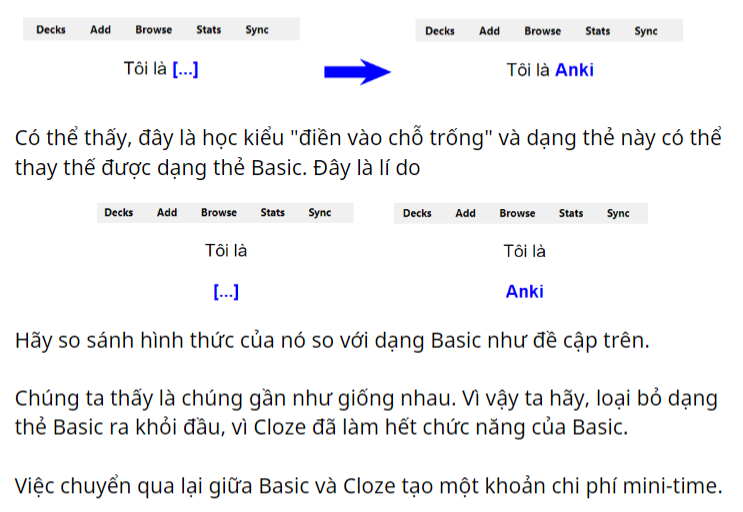 Decks Add Browse Stats Sync Decks Add Browse Stats Sync
Tôi là [...] Tôi là Anki
Có thể thấy, đây là học kiểu "điền vào chỗ trống" và dạng thẻ này có thể
thay thế được dạng thẻ Basic. Đây là lí do
Decks Add Browse Stats Sync Decks Add Browse Stats Sync
Tôi là Tôi là
[...] Anki
Hãy so sánh hình thức của nó so với dạng Basic như đề cập trên.
Chúng ta thấy là chúng gần như giống nhau. Vì vậy ta hãy, loại bỏ dạng
thẻ Basic ra khỏi đầu, vì Cloze đã làm hết chức năng của Basic.
Việc chuyển qua lại giữa Basic và Cloze tạo một khoản chi phí mini-time.